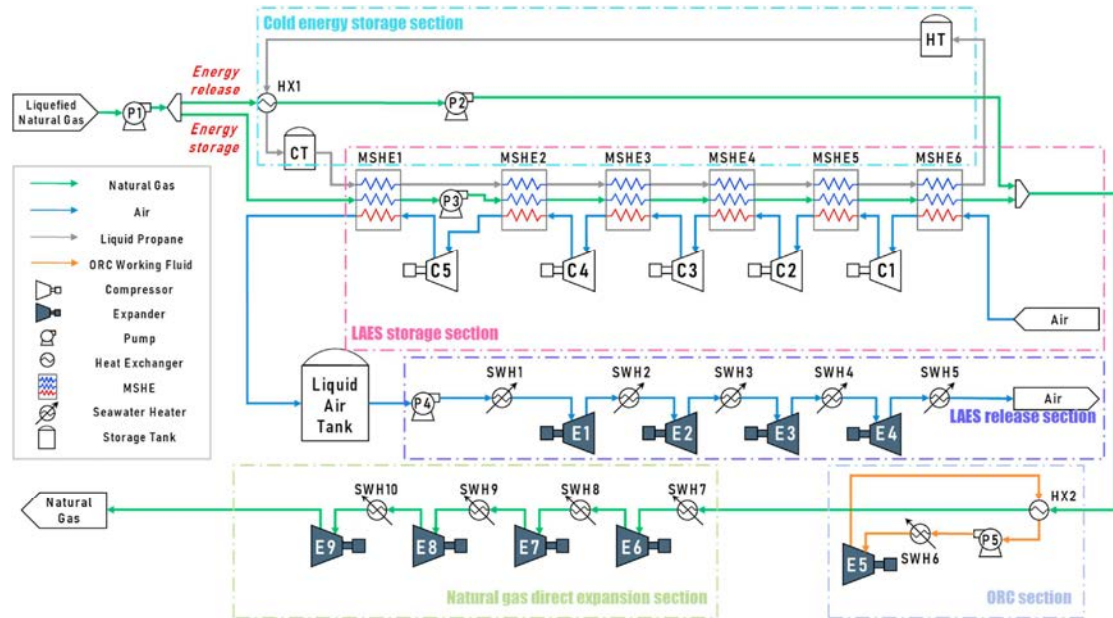 Cold energy storage section
HT
Energy
release
HX1
Liquefied
Natural Gas
P1
P2
Energy
storage
CT
MSHE1
MSHE2
MSHE3
MSHE4
MSHE5
MSHE6
P3
Natural Gas
Air
Liquid Propane
ORC Working Fluid
Compressor
Expander
Pump
Heat Exchanger
MSHE
Seawater Heater
Storage Tank
C5
C4
C3
C2
C1
Air
LAES storage section
Liquid
Air
Tank
P4
SWH1
SWH2
SWH3
SWH4
SWH5
Air
E1
E2
E3
E4
LAES release section
Natural
Gas
SWH10
SWH9
SWH8
SWH7
E9
E8
E7
E6
Natural gas direct expansion section
HX2
E5
SWH6
P5
ORC section